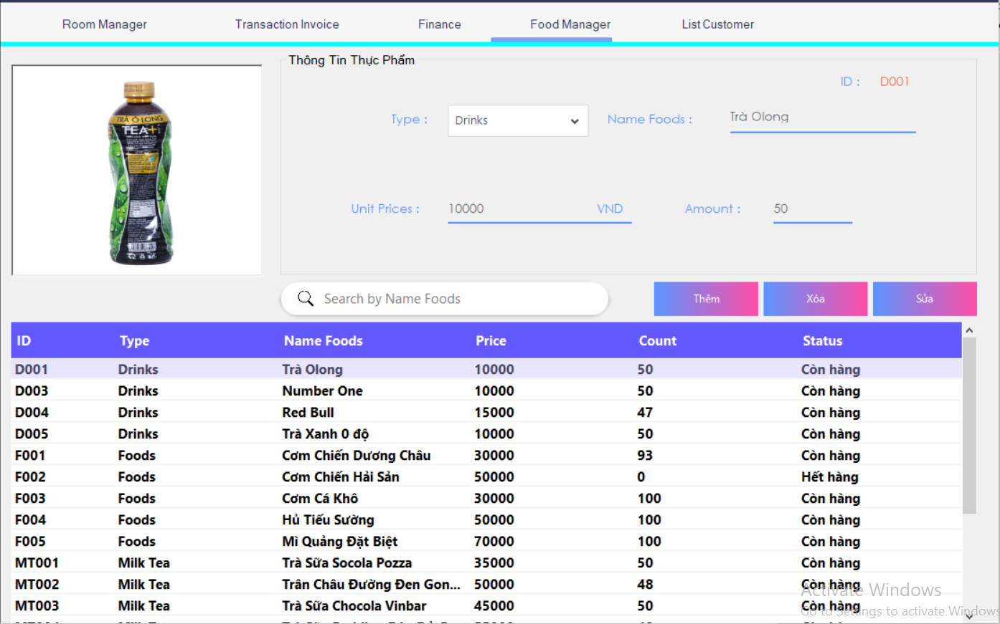 Room Manager Transaction Invoice Finance Food Manager List Customer
Thông Tin Thực Phẩm
ID : D001
Type : Drinks Name Foods : Trà Olong
Unit Prices : 10000 VND Amount : 50
TRÀ Ô LONG
TEA+
Search by Name Foods Thêm Xóa Sửa
ID Type Name Foods Price Count Status
D001 Drinks Trà Olong 10000 50 Còn hàng
D003 Drinks Number One 10000 50 Còn hàng
D004 Drinks Red Bull 15000 47 Còn hàng
D005 Drinks Trà Xanh 0 độ 10000 50 Còn hàng
F001 Foods Cơm Chiến Dương Châu 30000 93 Còn hàng
F002 Foods Cơm Chiến Hải Sản 50000 0 Hết hàng
F003 Foods Cơm Cá Khô 30000 100 Còn hàng
F004 Foods Hủ Tiếu Sường 50000 100 Còn hàng
F005 Foods Mì Quảng Đặt Biệt 70000 100 Còn hàng
MT001 Milk Tea Trà Sữa Socola Pozza 35000 50 Còn hàng
MT002 Milk Tea Trân Châu Đường Đen Gon... 50000 48 Còn hàng
MT003 Milk Tea Trà Sữa Chocola Vinbar 45000 50 Còn hàng
Activate Windows
Go to Settings to activate Windows